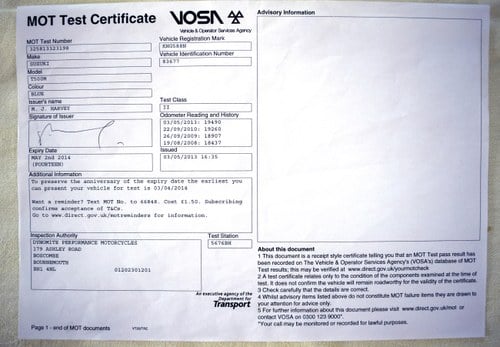 MOT Test Certificate
VOSA
Vehicle & Operator Services Agency
MOT Test Number
325813323198
Vehicle Registration Mark
Make
SUZUKI
Vehicle Identification Number
83677
Model
T500M
Colour
BLUE
Issuer's name
M. J. HARVEY
Test Class
II
Signature of Issuer
Odometer Reading and History
03/05/2013: 19490
22/09/2010: 19260
26/09/2009: 18907
19/08/2008: 18437
Expiry Date
MAY 2nd 2014
(FOURTEEN)
Issued
03/05/2013 16:35
Additional Information
To preserve the anniversary of the expiry date the earliest you
can present your vehicle for test is 03/04/2014
Want a reminder? Text MOT No. to 66848. Cost £1.50. Subscribing
confirms acceptance of T&Cs.
Go to www.direct.gov.uk/motreminders for information.
Inspection Authority
DYNOMITE PERFORMANCE MOTORCYCLES
179 ASHLEY ROAD
BOSCOMBE
BOURNEMOUTH
BH1 4NL 01202301201
Test Station
5676BH
An executive agency of the
Department for
Transport
Page 1 - end of MOT documents
Advisory Information
About this document
1 This document is a receipt style certificate telling you that an MOT Test pass result has
been recorded on The Vehicle & Operator Services Agency's (VOSA's) database of MOT
Test results; this may be verified at www.direct.gov.uk/yourmotcheck
2 A test certificate relates only to the condition of the components examined at the time of
test. It does not confirm the vehicle will remain roadworthy for the validity of the certificate.
3 Check carefully that the details are correct.
4 Whilst advisory items listed above do not constitute MOT failure items they are drawn to
your attention for advice only.
5 For further information about this document please visit www.direct.gov.uk/mot or
contact VOSA on 0300 123 9000*.
*Your call may be monitored or recorded for lawful purposes.